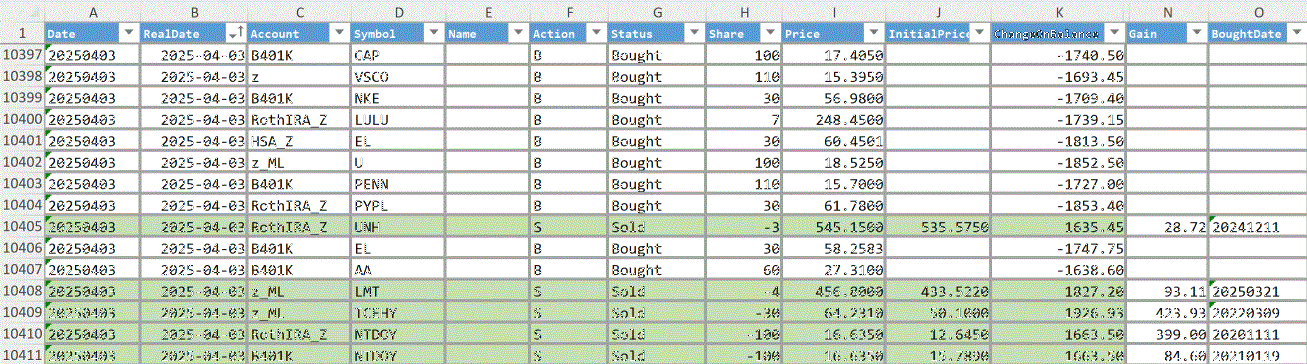 A B C D E F G H I J K N O
1 Date RealDate Account Symbol Name Action Status Share Price InitialPrice ChangeOnBalance Gain BoughtDate
10397 20250403 2025-04-03 B401K CAP B Bought 100 17.4050 -1740.50
10398 20250403 2025-04-03 z VSCO B Bought 110 15.3950 -1693.45
10399 20250403 2025-04-03 B401K NKE B Bought 30 56.9800 -1709.40
10400 20250403 2025-04-03 RothIRA_Z LULU B Bought 7 248.4500 -1739.15
10401 20250403 2025-04-03 HSA_Z EL B Bought 30 60.4501 -1813.50
10402 20250403 2025-04-03 z_ML U B Bought 100 18.5250 -1852.50
10403 20250403 2025-04-03 B401K PENN B Bought 110 15.7000 -1727.00
10404 20250403 2025-04-03 RothIRA_Z PYPL B Bought 30 61.7800 -1853.40
10405 20250403 2025-04-03 RothIRA_Z UNH S Sold -3 545.1500 535.5750 1635.45 28.72 20241211
10406 20250403 2025-04-03 B401K EL B Bought 30 58.2583 -1747.75
10407 20250403 2025-04-03 B401K AA B Bought 60 27.3100 -1638.60
10408 20250403 2025-04-03 z_ML LMT S Sold -4 456.8000 433.5220 1827.20 93.11 20250321
10409 20250403 2025-04-03 z_ML TCEHY S Sold -30 64.2310 50.1000 1926.93 423.93 20220309
10410 20250403 2025-04-03 RothIRA_Z NTDOY S Sold -100 16.6350 12.6450 1663.50 399.00 20201111
10411 20250403 2025-04-03 B401K NTDOY S Sold -100 16.6350 15.7890 1663.50 84.60 20210119